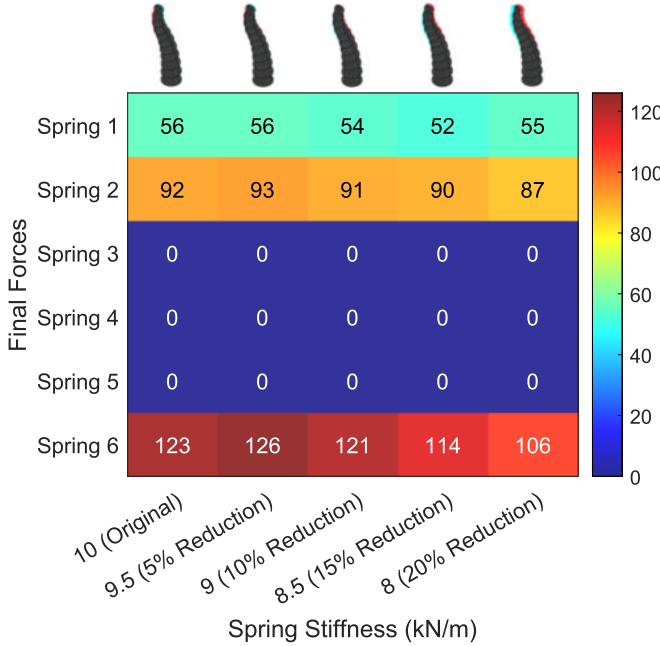 Final Forces
Spring 1 56 56 54 52 55
Spring 2 92 93 91 90 87
Spring 3 0 0 0 0 0
Spring 4 0 0 0 0 0
Spring 5 0 0 0 0 0
Spring 6 123 126 121 114 106
10 (Original)
9.5 (5% Reduction)
9 (10% Reduction)
8.5 (15% Reduction)
8 (20% Reduction)
Spring Stiffness (kN/m)
120
100
80
60
40
20
0